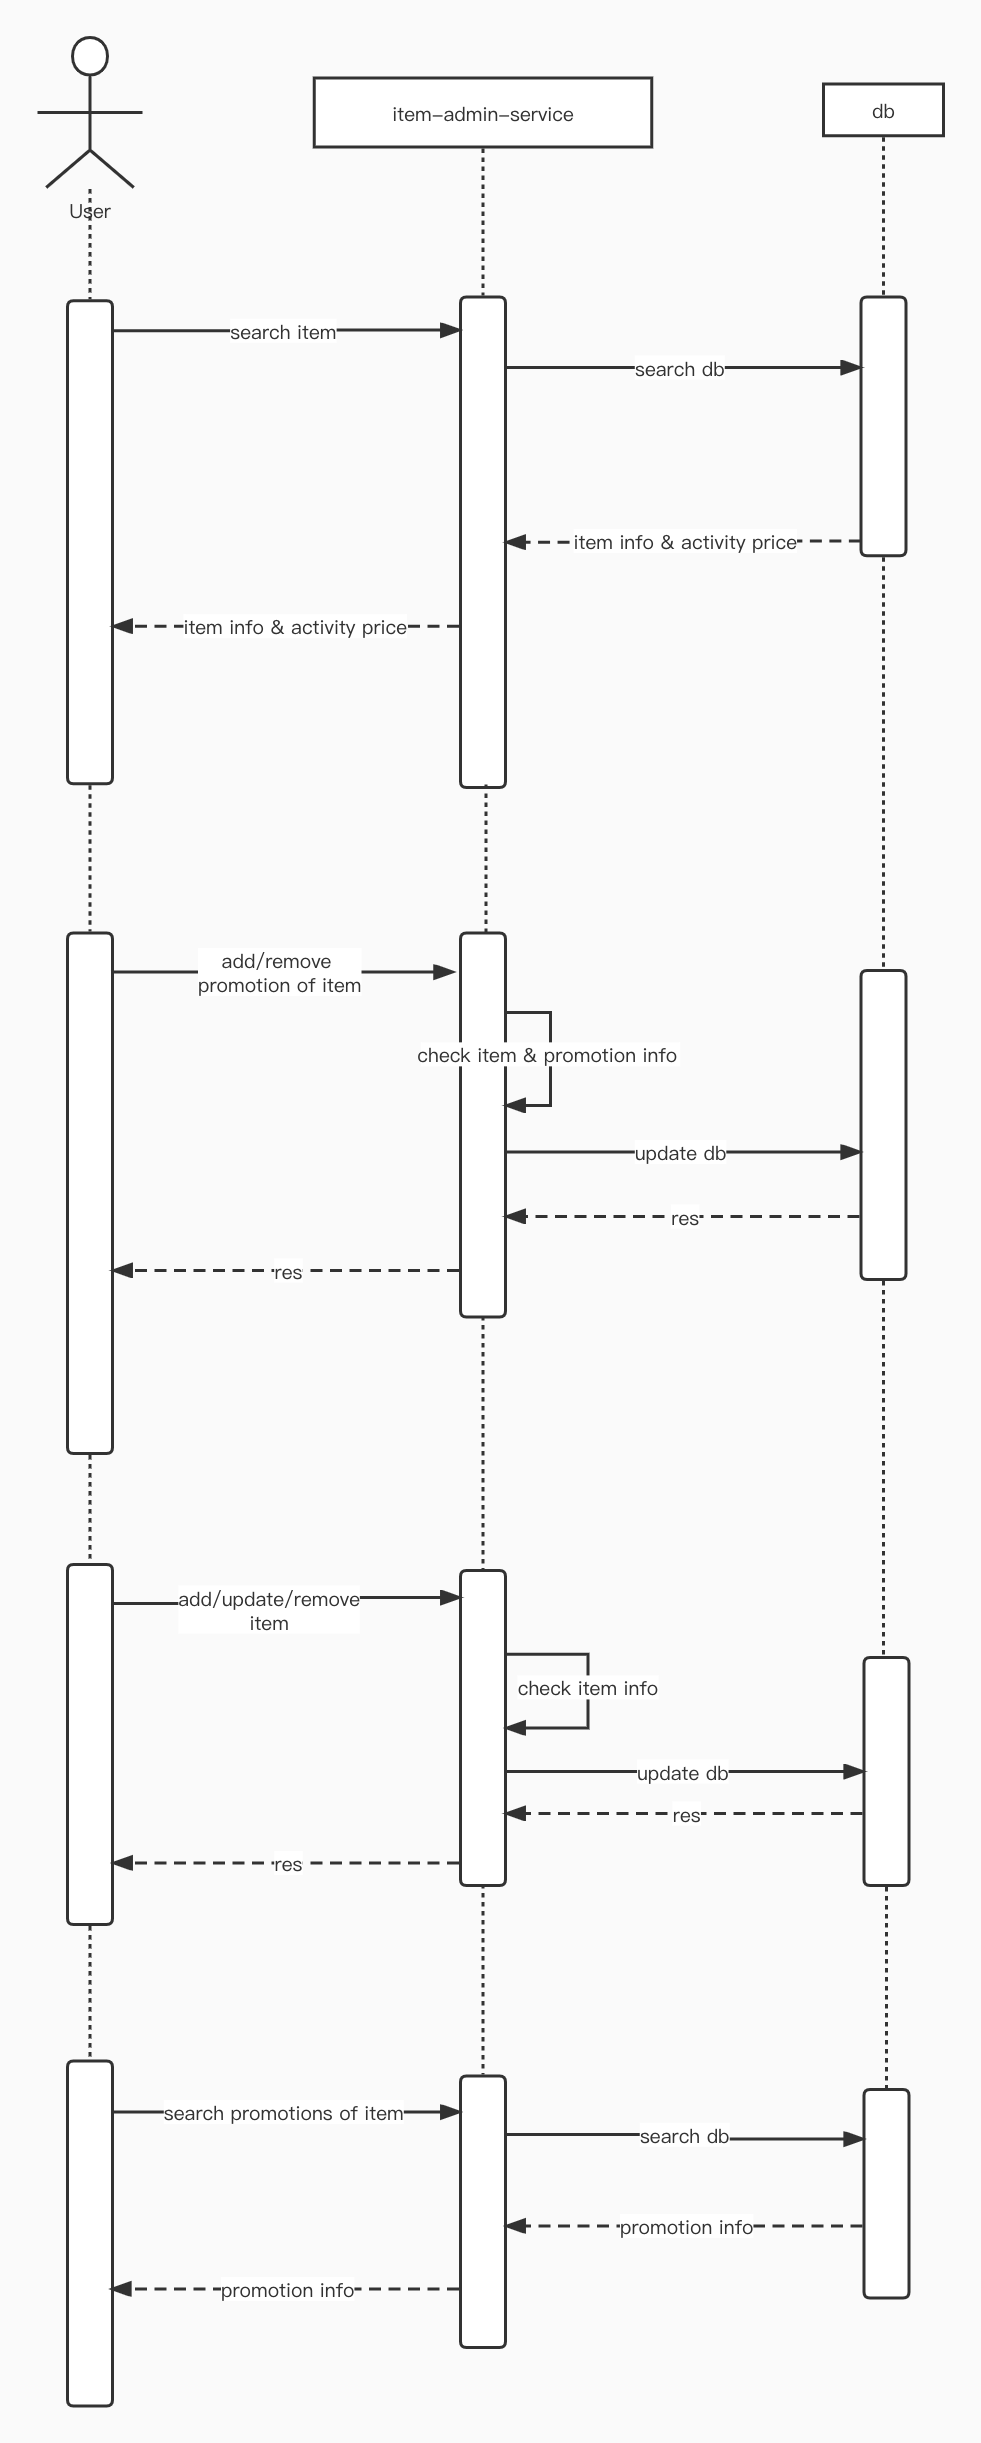 item-admin-service
db
User
search item
search db
item info & activity price
item info & activity price
add/remove
promotion of item
check item & promotion info
update db
res
res
add/update/remove
item
check item info
update db
res
res
search promotions of item
search db
promotion info
promotion info